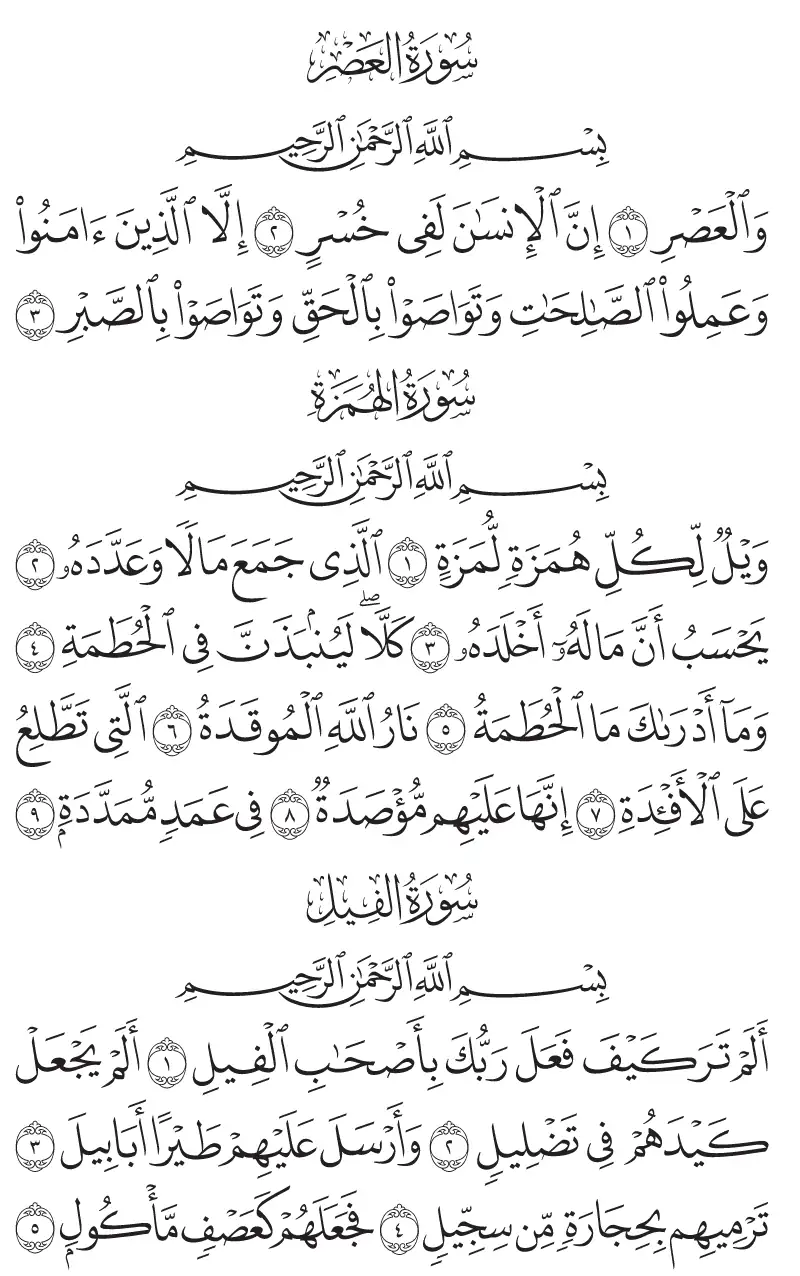 سُورَةُ العَصْرِ
بِسْمِ ٱللَّهِ ٱلرَّحْمَٰنِ ٱلرَّحِيمِ
وَٱلْعَصْرِ ١ إِنَّ ٱلْإِنسَٰنَ لَفِى خُسْرٍ ٢ إِلَّا ٱلَّذِينَ ءَامَنُوا۟
وَعَمِلُوا۟ ٱلصَّٰلِحَٰتِ وَتَوَاصَوْا۟ بِٱلْحَقِّ وَتَوَاصَوْا۟ بِٱلصَّبْرِ ٣
سُورَةُ الهُمَزَةِ
بِسْمِ ٱللَّهِ ٱلرَّحْمَٰنِ ٱلرَّحِيمِ
وَيْلٌ لِّكُلِّ هُمَزَةٍ لُّمَزَةٍ ١ ٱلَّذِى جَمَعَ مَالًا وَعَدَّدَهُۥ ٢
يَحْسَبُ أَنَّ مَالَهُۥٓ أَخْلَدَهُۥ ٣ كَلَّا ۖ لَيُنۢبَذَنَّ فِى ٱلْحُطَمَةِ ٤
وَمَآ أَدْرَىٰكَ مَا ٱلْحُطَمَةُ ٥ نَارُ ٱللَّهِ ٱلْمُوقَدَةُ ٦ ٱلَّتِى تَطَّلِعُ
عَلَى ٱلْأَفْـِٔدَةِ ٧ إِنَّهَا عَلَيْهِم مُّؤْصَدَةٌ ٨ فِى عَمَدٍ مُّمَدَّدَةٍۭ ٩
سُورَةُ الفِيلِ
بِسْمِ ٱللَّهِ ٱلرَّحْمَٰنِ ٱلرَّحِيمِ
أَلَمْ تَرَ كَيْفَ فَعَلَ رَبُّكَ بِأَصْحَٰبِ ٱلْفِيلِ ١ أَلَمْ يَجْعَلْ
كَيْدَهُمْ فِى تَضْلِيلٍۢ ٢ وَأَرْسَلَ عَلَيْهِمْ طَيْرًا أَبَابِيلَ ٣
تَرْمِيهِم بِحِجَارَةٍۢ مِّن سِجِّيلٍۢ ٤ فَجَعَلَهُمْ كَعَصْفٍ مَّأْكُولٍۭ ٥